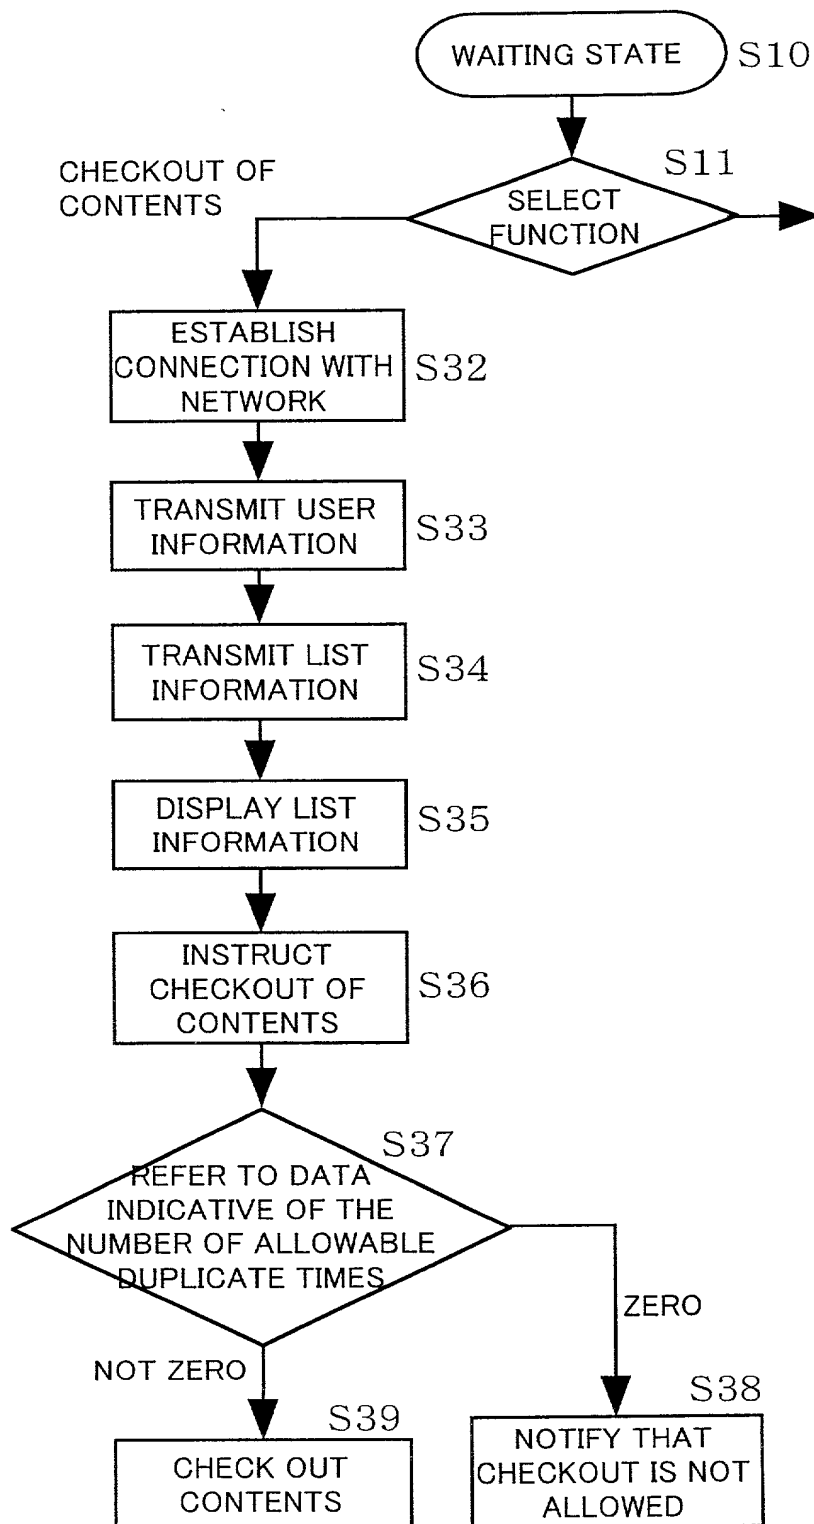 WAITING STATE
S10
S11
SELECT
FUNCTION
CHECKOUT OF
CONTENTS
ESTABLISH
CONNECTION WITH
NETWORK
S32
TRANSMIT USER
INFORMATION
S33
TRANSMIT LIST
INFORMATION
S34
DISPLAY LIST
INFORMATION
S35
INSTRUCT
CHECKOUT OF
CONTENTS
S36
S37
REFER TO DATA
INDICATIVE OF THE
NUMBER OF ALLOWABLE
DUPLICATE TIMES
ZERO
NOT ZERO
S39
CHECK OUT
CONTENTS
S38
NOTIFY THAT
CHECKOUT IS NOT
ALLOWED